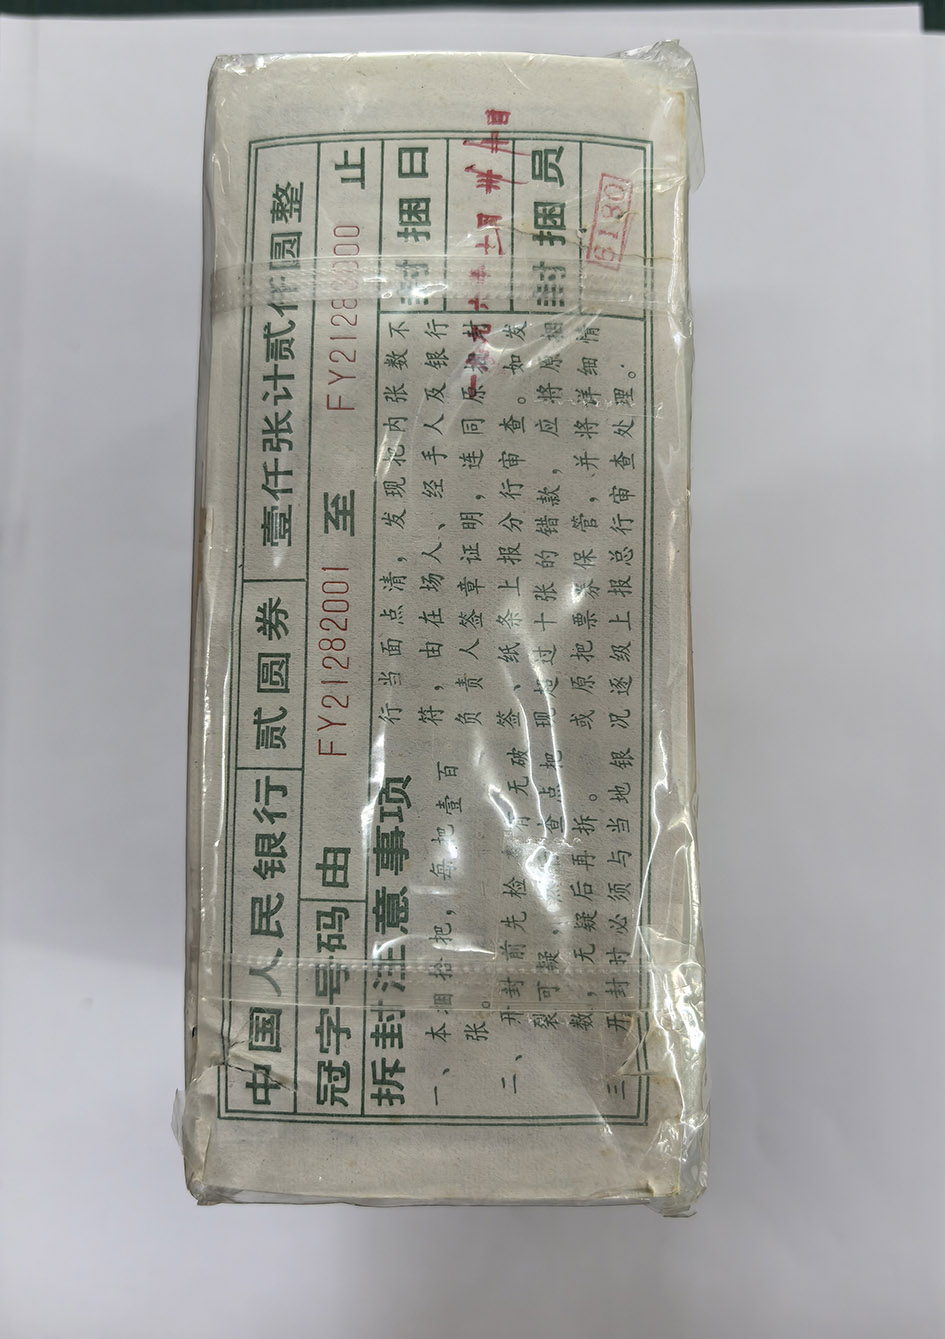 中国人民银行 贰圆券 壹仟张计贰仟圆整
冠字号码 由 FY21282001 至 FY21283000 止
拆封注意事项
一、本捆拾把，每把壹百
张。
二、开封前先检 有无破
裂可疑， 查点把
数，无疑后再拆。
三、开封时必须与当地银
行当面点清，发现把内张数不
符，由在场人、经手人及银行
负责人签章证明，连同原
签、纸条上报分行审查。如发
现超过十张的错款，应将原捆
或原把票券保管，并将详细情
况逐级上报总行审查处理。
封捆日
封捆员
6130